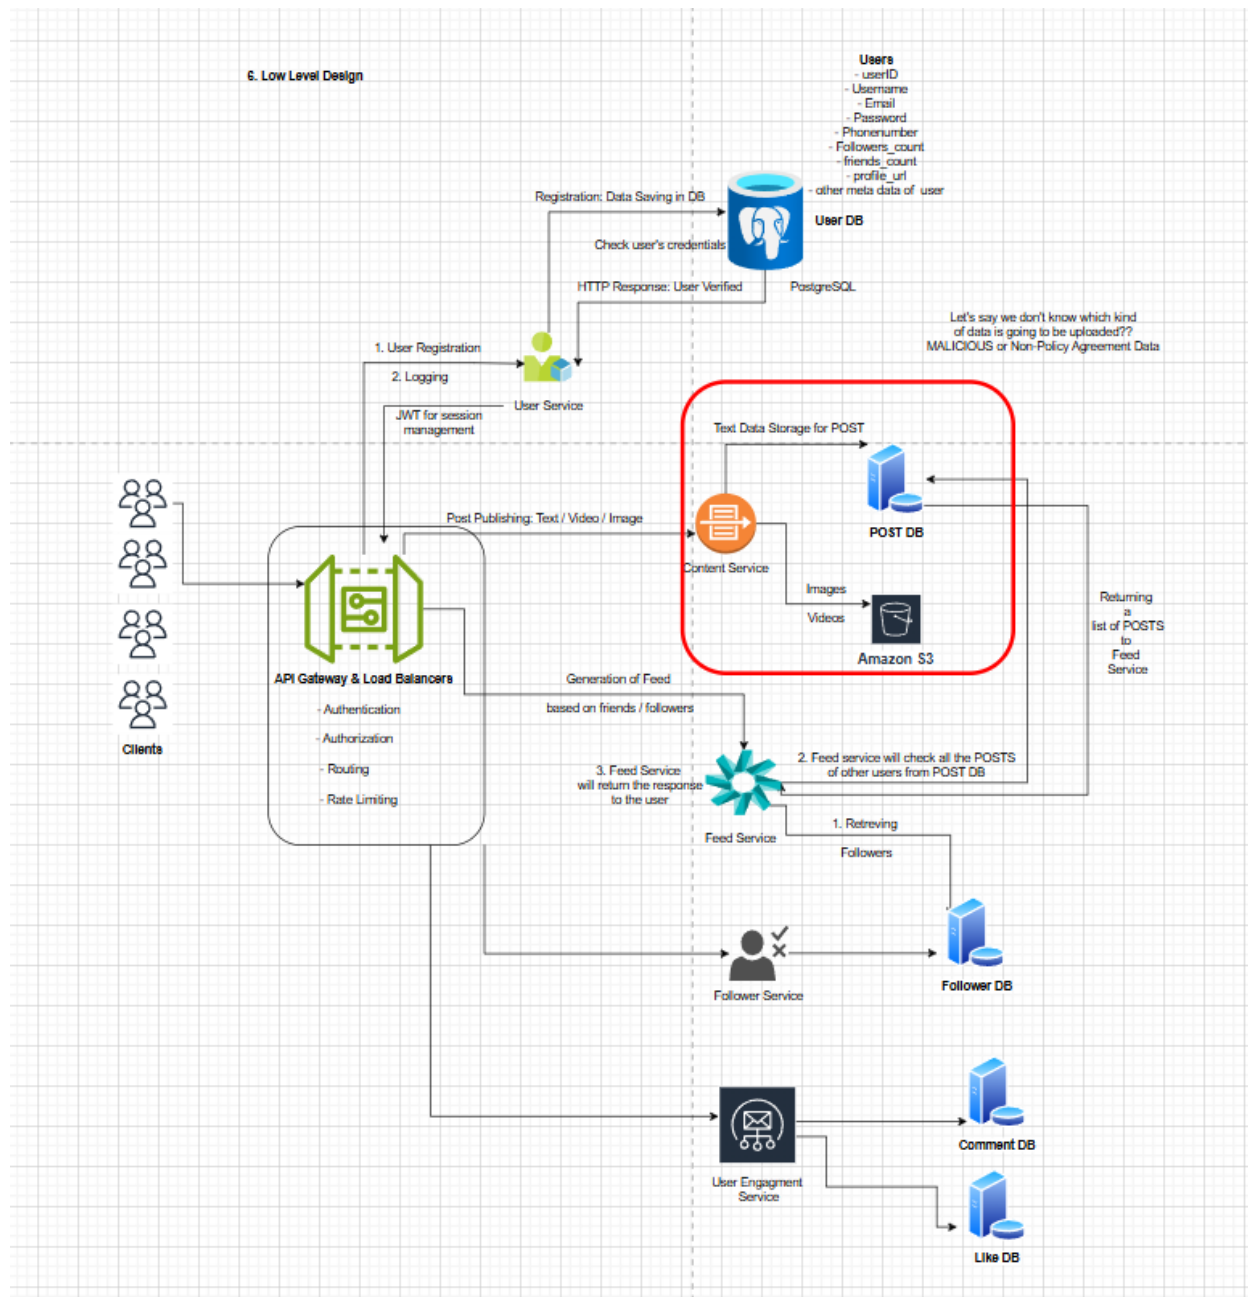 6. Low Level Design
Users
- userID
- Username
- Email
- Password
- Phonenumber
- Followers_count
- friends_count
- profile_url
- other meta data of user
Registration: Data Saving in DB
User DB
Check user's credentials
HTTP Response: User Verified
PostgreSQL
Let's say we don't know which kind
of data is going to be uploaded??
MALICIOUS or Non-Policy Agreement Data
1. User Registration
2. Logging
User Service
JWT for session
management
Text Data Storage for POST
Post Publishing: Text / Video / Image
POST DB
Content Service
Images
Videos
Amazon S3
Returning
a
list of POSTS
to
Feed
Service
API Gateway & Load Balancers
- Authentication
- Authorization
- Routing
- Rate Limiting
Clients
Generation of Feed
based on friends / followers
2. Feed service will check all the POSTS
of other users from POST DB
3. Feed Service
will return the response
to the user
Feed Service
1. Retreving
Followers
Follower Service
Follower DB
User Engagment
Service
Comment DB
Like DB